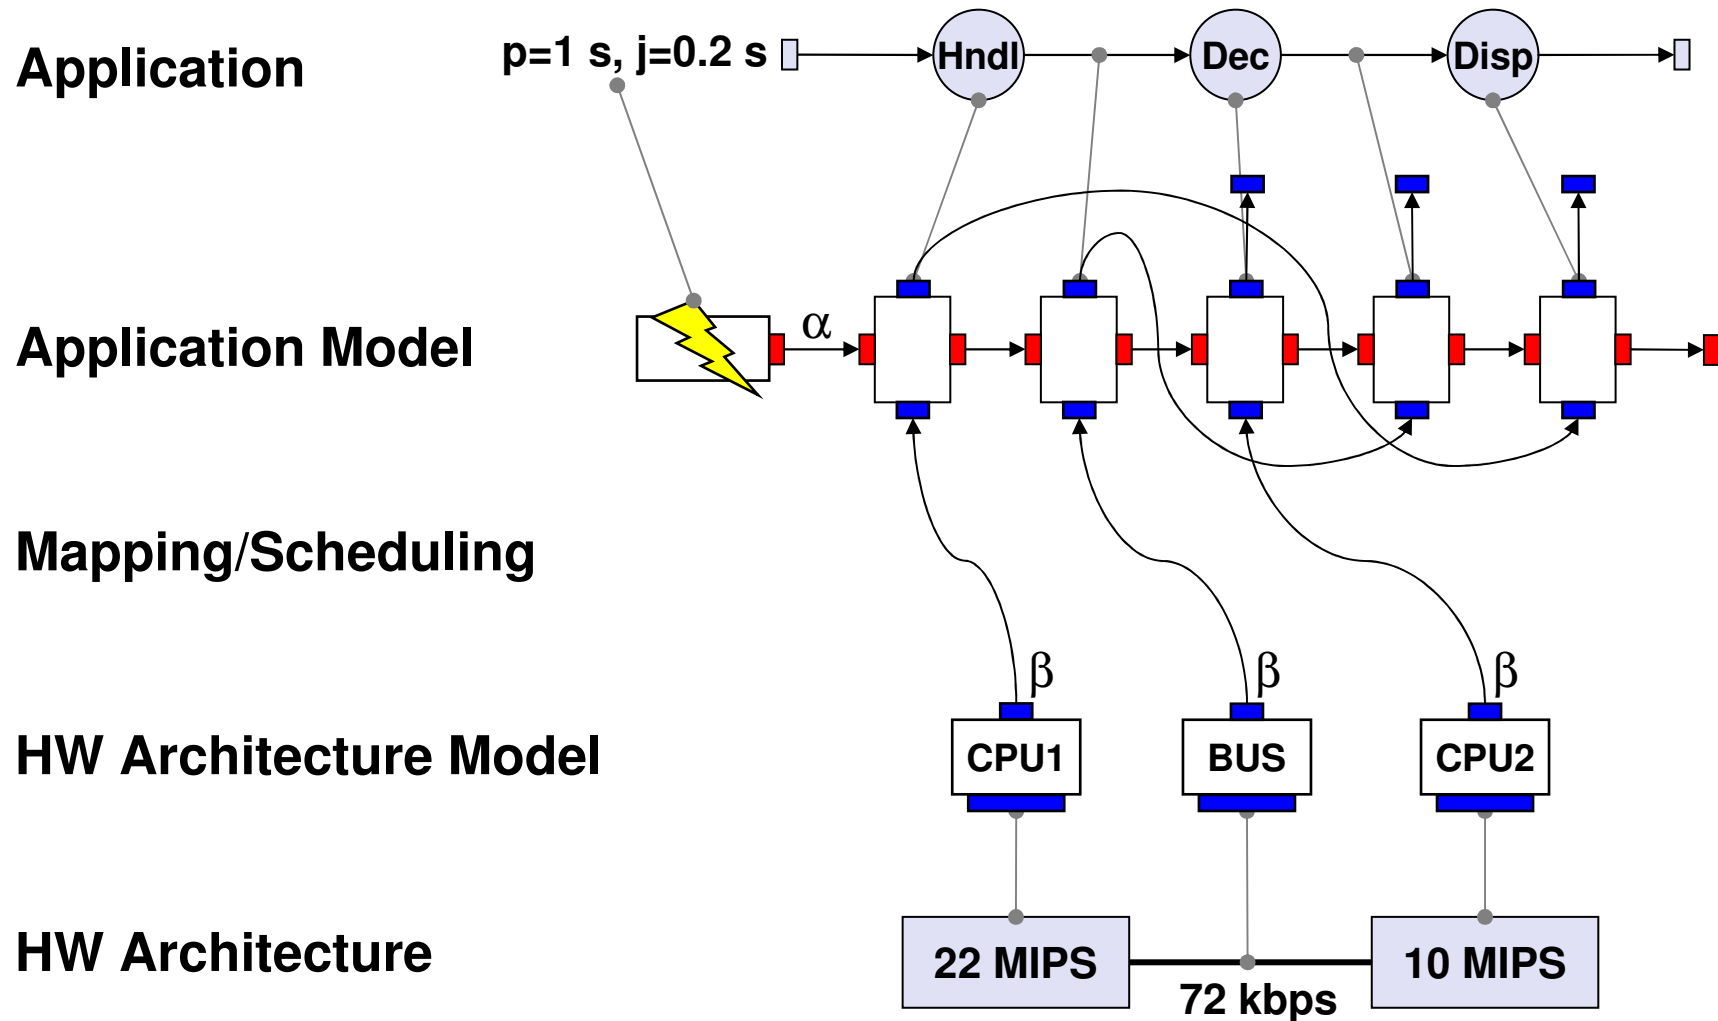 Application
p=1 s, j=0.2 s
Hndl
Dec
Disp
Application Model
α
Mapping/Scheduling
β
β
β
HW Architecture Model
CPU1
BUS
CPU2
HW Architecture
22 MIPS
10 MIPS
72 kbps